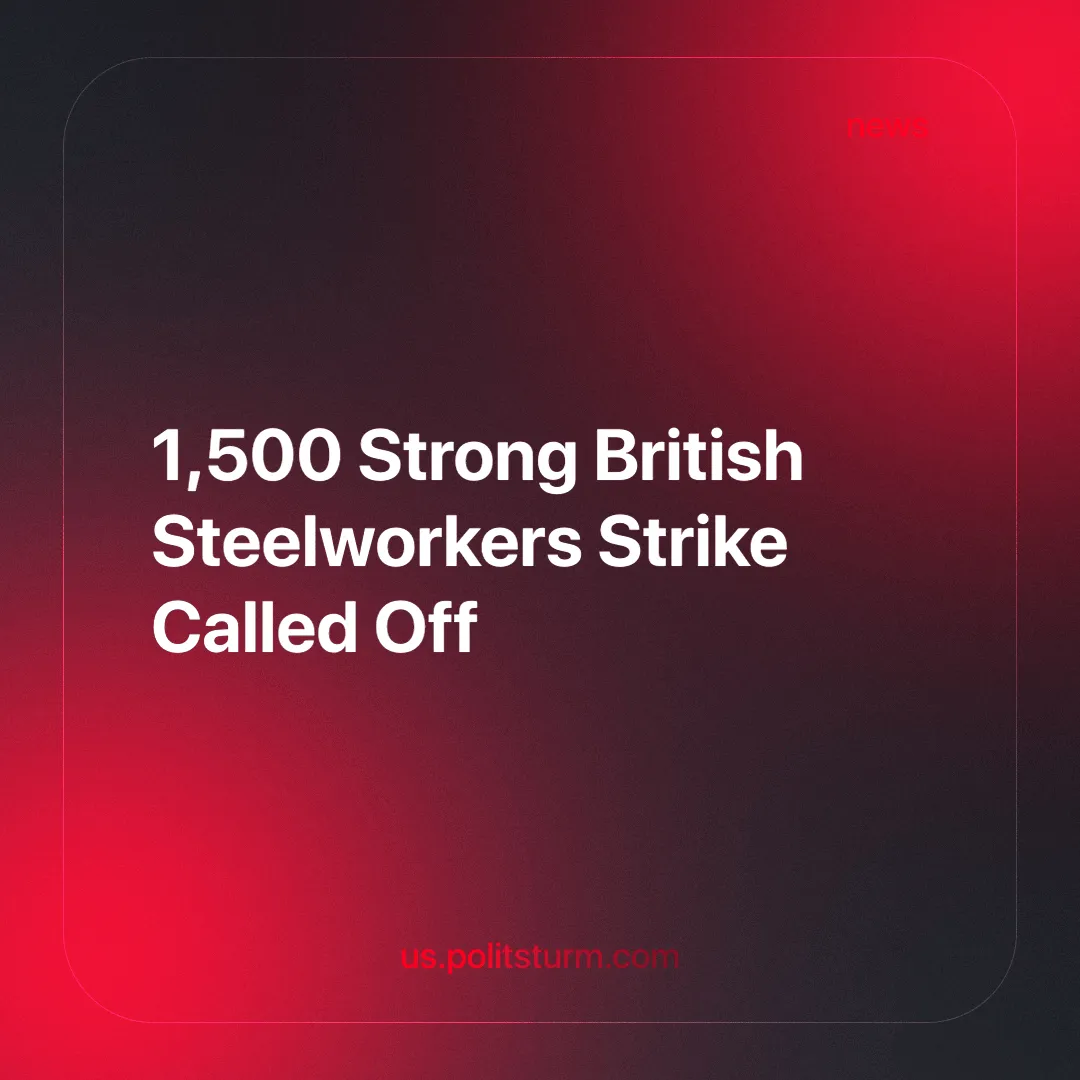 news
1,500 Strong British
Steelworkers Strike
Called Off
us.politsturm.com